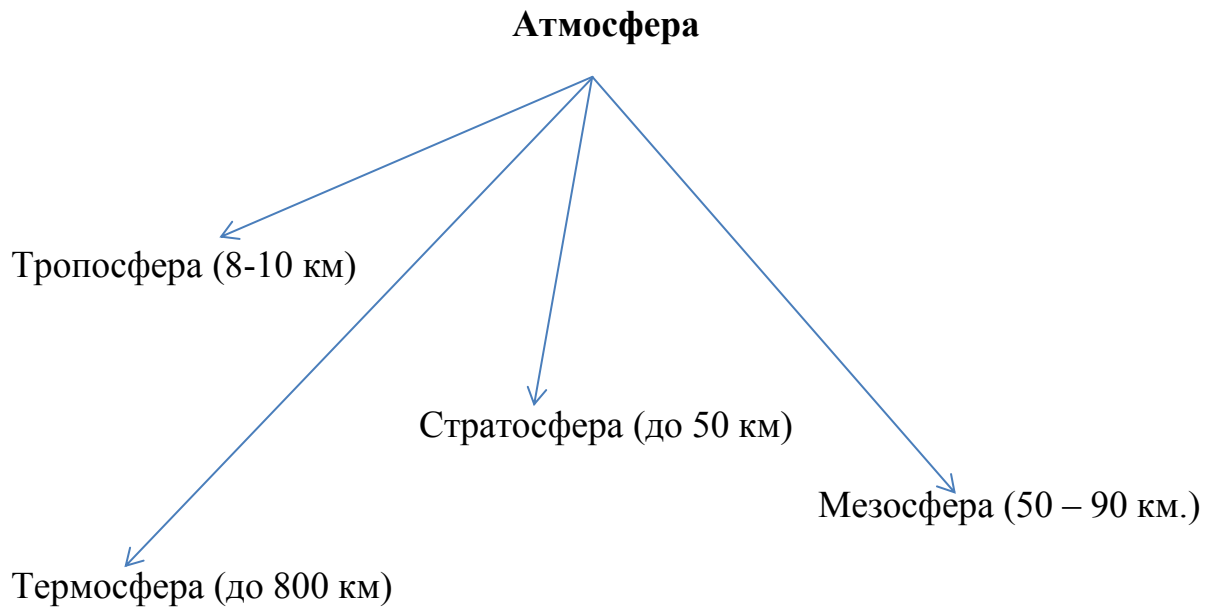 Атмосфера
Тропосфера (8-10 км)
Стратосфера (до 50 км)
Мезосфера (50 – 90 км.)
Термосфера (до 800 км)